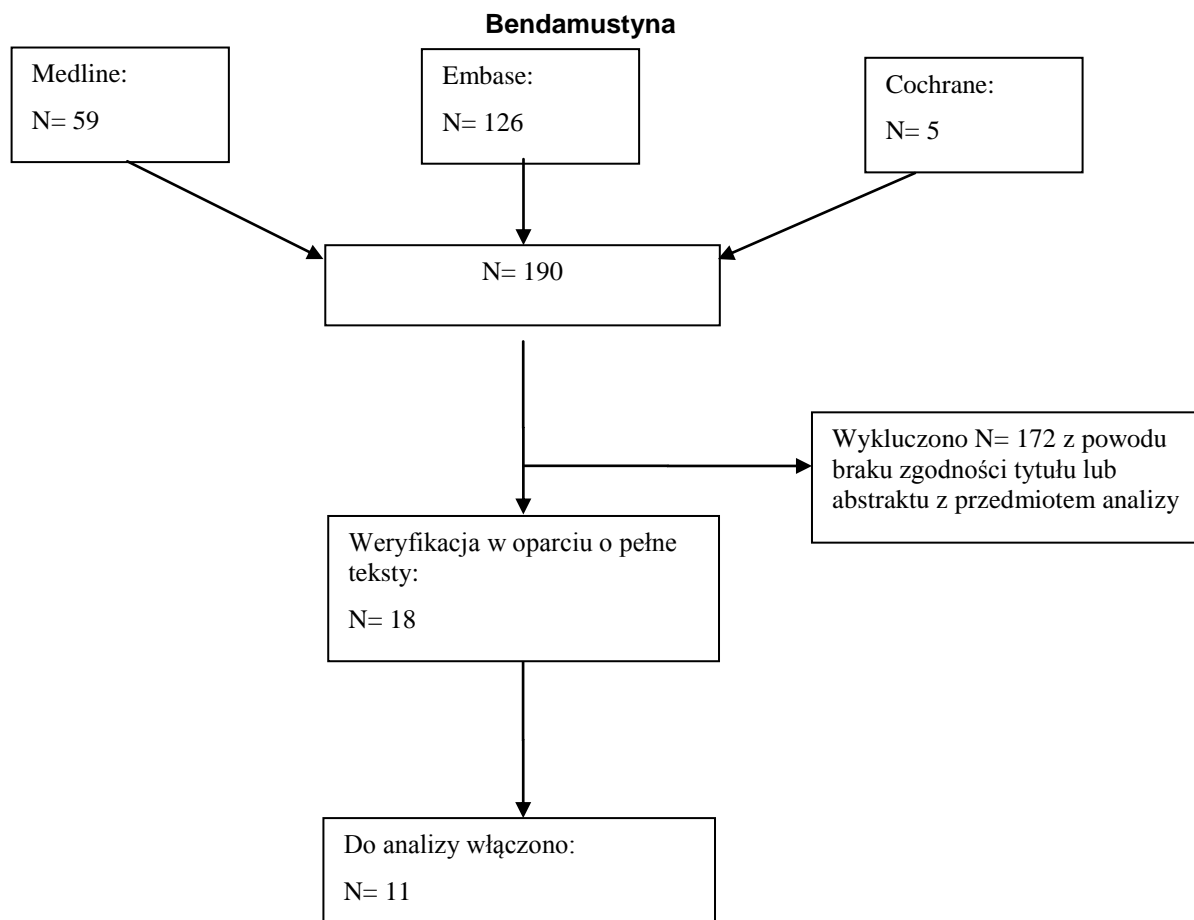 Bendamustyna
Medline:
N= 59
Embase:
N= 126
Cochrane:
N= 5
N= 190
Wykluczono N= 172 z powodu
braku zgodności tytułu lub
abstraktu z przedmiotem analizy
Weryfikacja w oparciu o pełne
teksty:
N= 18
Do analizy włączono:
N= 11